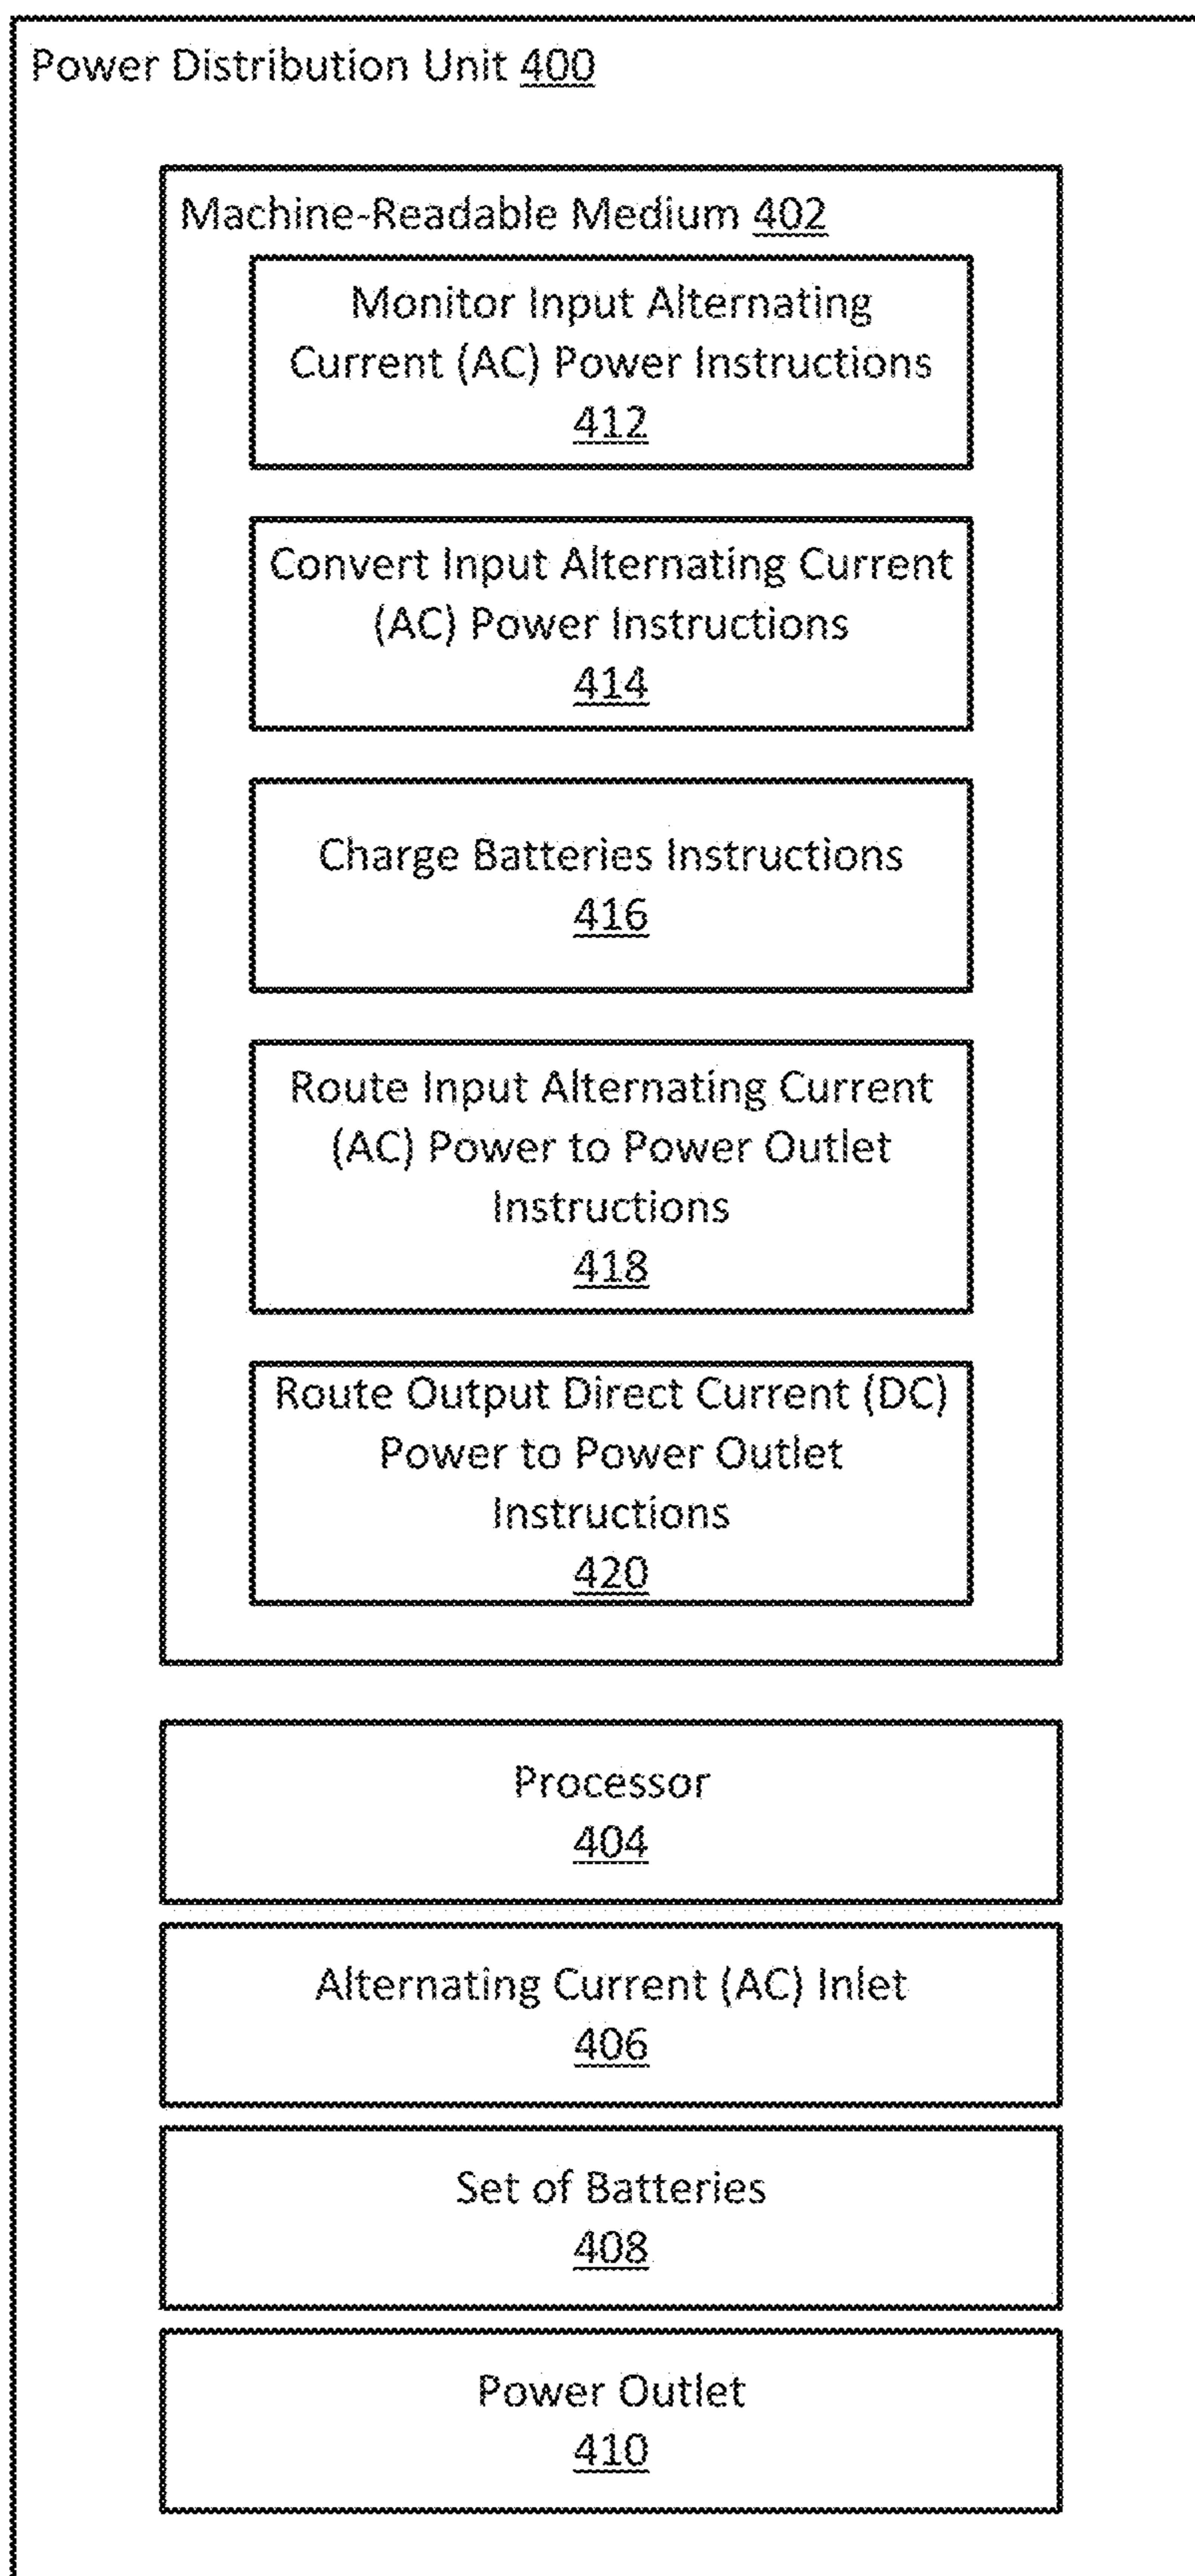 Power Distribution Unit 400
Machine-Readable Medium 402
Monitor Input Alternating
Current (AC) Power Instructions
412
Convert Input Alternating Current
(AC) Power Instructions
414
Charge Batteries Instructions
416
Route Input Alternating Current
(AC) Power to Power Outlet
Instructions
418
Route Output Direct Current (DC)
Power to Power Outlet
Instructions
420
Processor
404
Alternating Current (AC) Inlet
406
Set of Batteries
408
Power Outlet
410